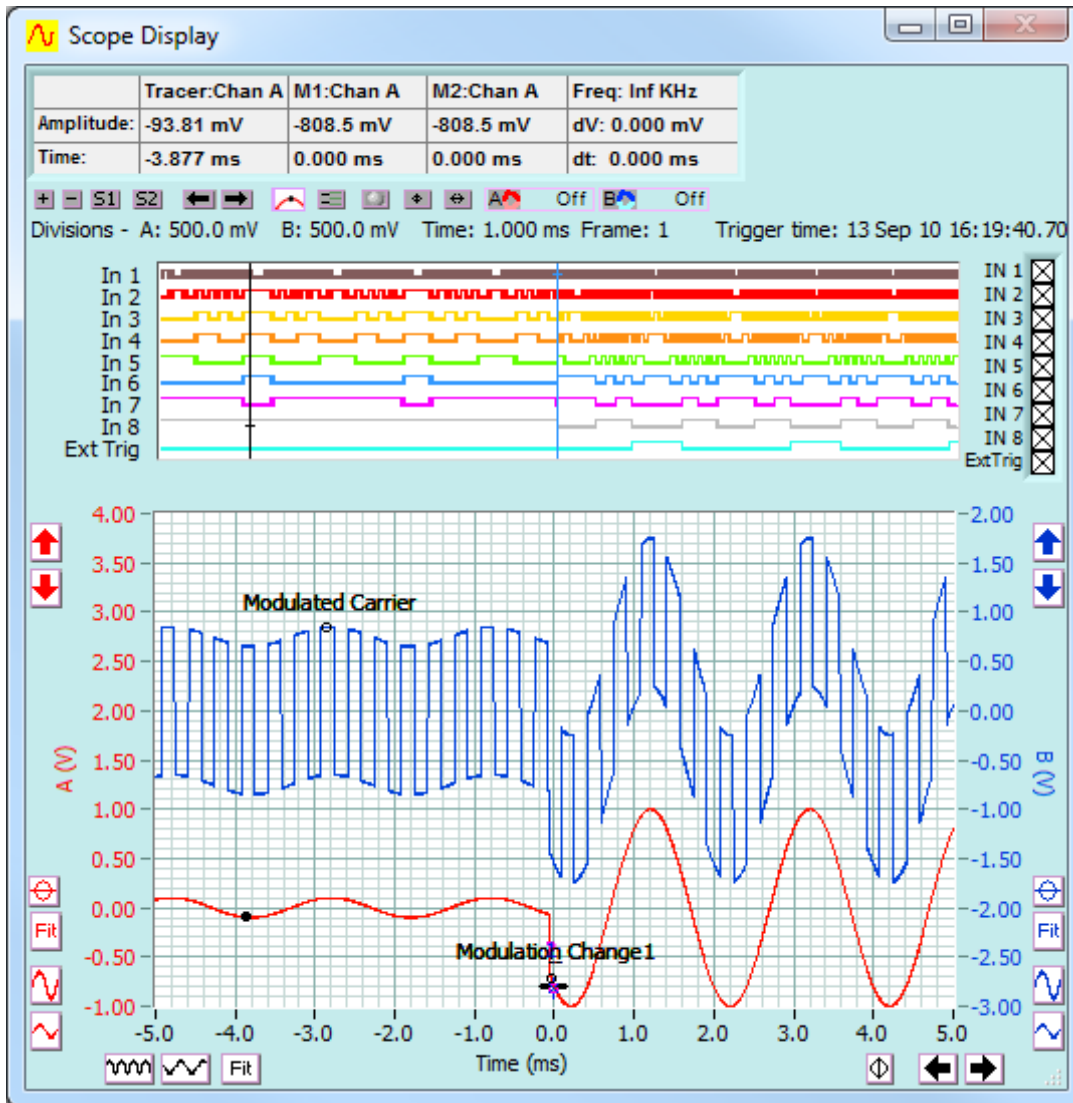 Scope Display
Tracer:Chan A M1:Chan A M2:Chan A Freq: Inf KHz
Amplitude: -93.81 mV -808.5 mV -808.5 mV dV: 0.000 mV
Time: -3.877 ms 0.000 ms 0.000 ms dt: 0.000 ms
+ - S1 S2 A Off B Off
Divisions - A: 500.0 mV B: 500.0 mV Time: 1.000 ms Frame: 1 Trigger time: 13 Sep 10 16:19:40.70
In 1 IN 1
In 2 IN 2
In 3 IN 3
In 4 IN 4
In 5 IN 5
In 6 IN 6
In 7 IN 7
In 8 IN 8
Ext Trig ExtTrig
4.00 2.00
3.50 1.50
Modulated Carrier
3.00 1.00
2.50 0.50
2.00 0.00
1.50 -0.50
A (V) B (V)
1.00 -1.00
0.50 -1.50
0.00 -2.00
Fit Fit
Modulation Change1
-0.50 -2.50
-1.00 -3.00
-5.0 -4.0 -3.0 -2.0 -1.0 0.0 1.0 2.0 3.0 4.0 5.0
Fit Time (ms)